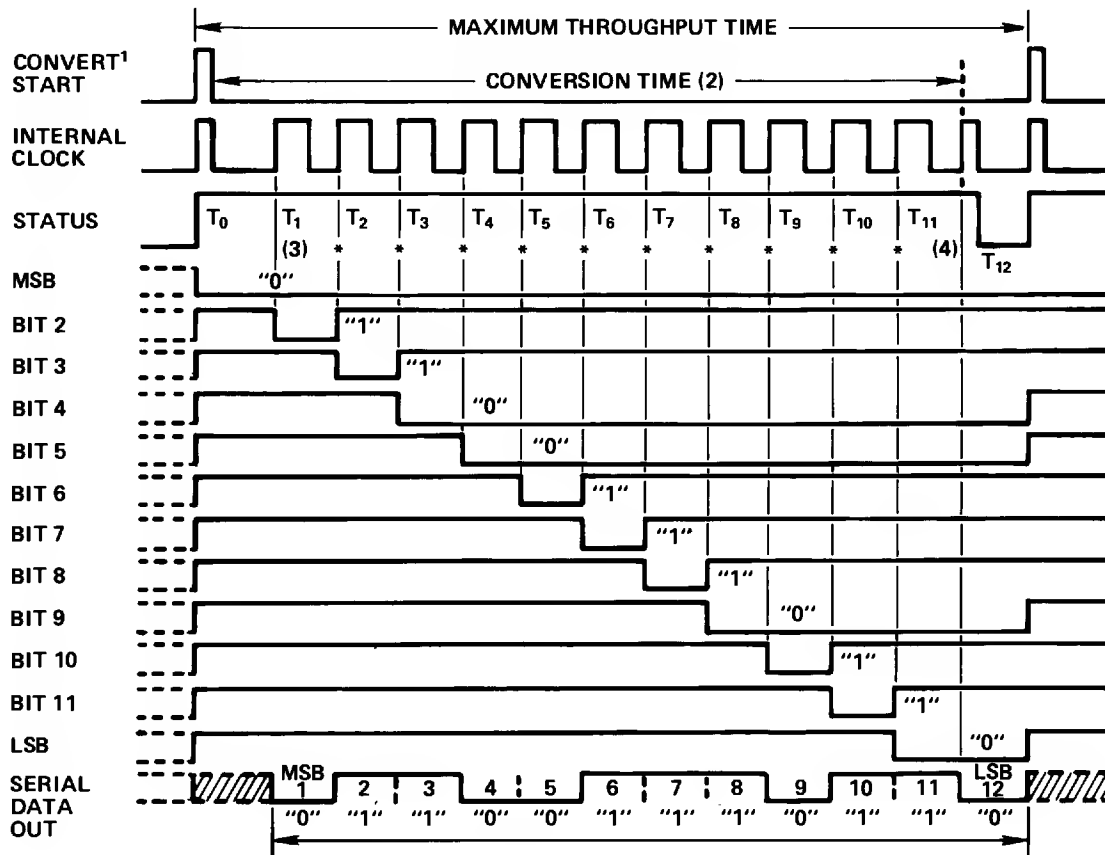 MAXIMUM THROUGHPUT TIME
CONVERT¹
START
CONVERSION TIME (2)
INTERNAL
CLOCK
STATUS
T₀ T₁ T₂ T₃ T₄ T₅ T₆ T₇ T₈ T₉ T₁₀ T₁₁
(3) * * * * * * * * * * (4)
T₁₂
MSB "0"
BIT 2 "1"
BIT 3 "1"
BIT 4 "0"
BIT 5 "0"
BIT 6 "1"
BIT 7 "1"
BIT 8 "1"
BIT 9 "0"
BIT 10 "1"
BIT 11 "1"
LSB "0"
SERIAL
DATA
OUT
MSB LSB
1 2 3 4 5 6 7 8 9 10 11 12
"0" "1" "1" "0" "0" "1" "1" "1" "0" "1" "1" "0"